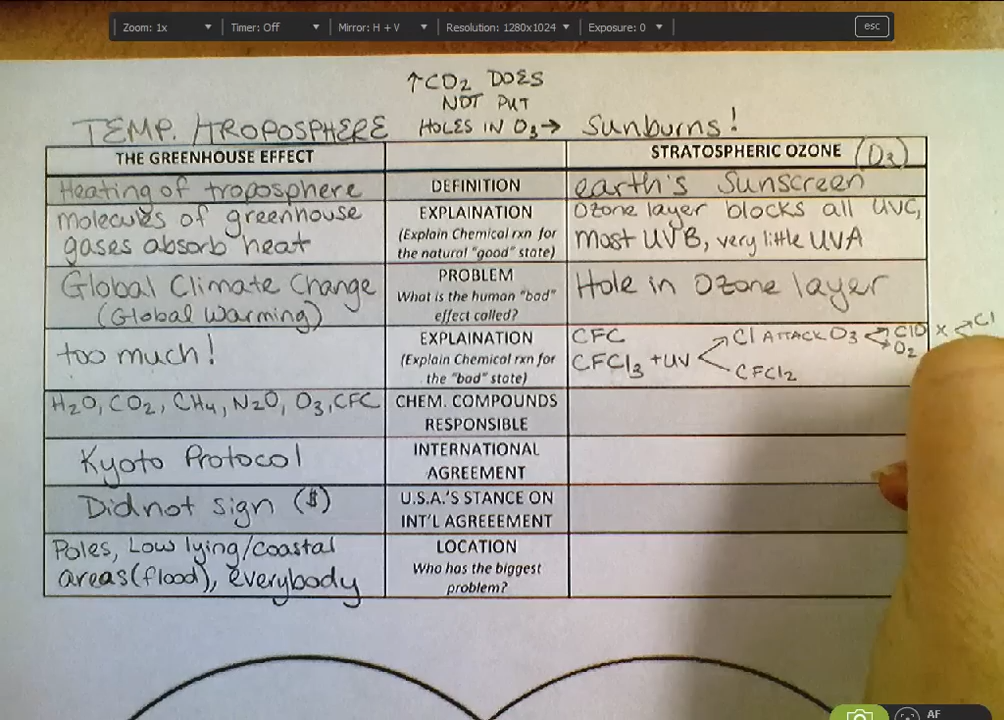 Zoom: 1x Timer: Off Mirror: H + V Resolution: 1280x1024 Exposure: 0 esc
↑CO2 DOES
NOT PUT
TEMP. /TROPOSPHERE HOLES IN O3→ Sunburns!
THE GREENHOUSE EFFECT STRATOSPHERIC OZONE (O3)
Heating of troposphere DEFINITION earth's Sunscreen
molecules of greenhouse EXPLAINATION Ozone layer blocks all UVC,
gases absorb heat (Explain Chemical rxn for most UVB, very little UVA
the natural "good" state)
Global Climate Change PROBLEM Hole in Ozone layer
(Global Warming) What is the human "bad"
effect called?
too much! EXPLAINATION CFC Cl ATTACK O3 ClO x Cl
(Explain Chemical rxn for CFCl3 + UV O2
the "bad" state) CFCl2
H2O, CO2, CH4, N2O, O3, CFC CHEM. COMPOUNDS
RESPONSIBLE
Kyoto Protocol INTERNATIONAL
AGREEMENT
Did not sign ($) U.S.A.'S STANCE ON
INT'L AGREEEMENT
Poles, Low lying/coastal LOCATION
areas(flood), everybody Who has the biggest
problem?
AF